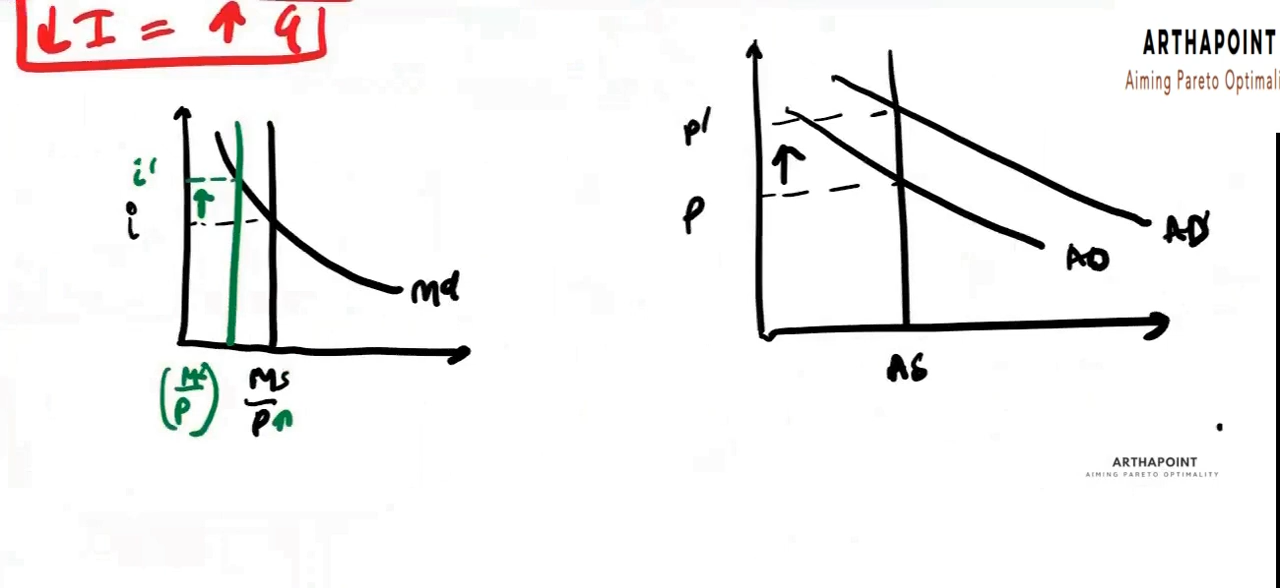 ↓I = ↑ G
ARTHAPOINT
Aiming Pareto Optimali
i'
↑
i
Md
(Ms
P)
Ms
P↑
P'
↑
P
AD'
AD
AS
ARTHAPOINT
AIMING PARETO OPTIMALITY